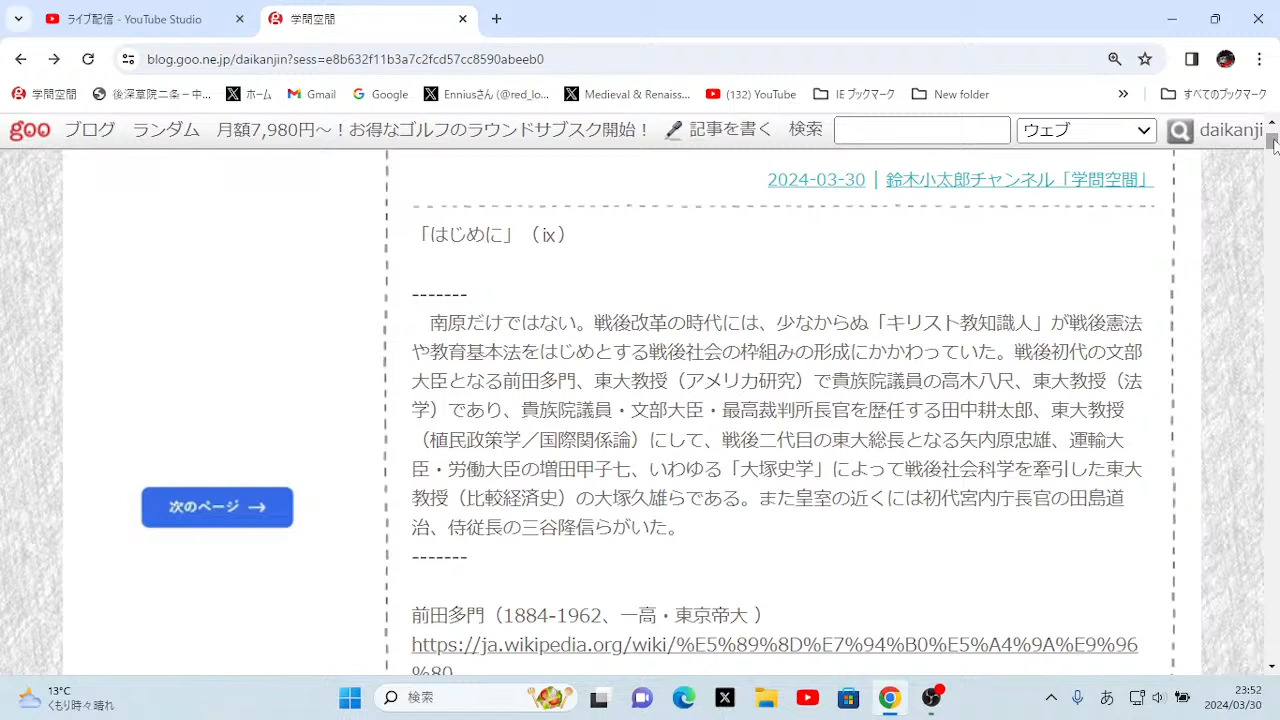 ライブ配信 - YouTube Studio
学問空間
blog.goo.ne.jp/daikanjin?sess=e8b632f11b3a7c2fcd57cc8590abeeb0
学問空間 後深草院二条－中... ホーム Gmail Google Enniusさん (@red_lo... Medieval & Renaiss... (132) YouTube IE ブックマーク New folder » すべてのブックマーク
goo ブログ ランダム 月額7,980円～！お得なゴルフのラウンドサブスク開始！ 記事を書く 検索 ウェブ daikanji
2024-03-30 | 鈴木小太郎チャンネル「学問空間」
「はじめに」（ⅸ）
-------
南原だけではない。戦後改革の時代には、少なからぬ「キリスト教知識人」が戦後憲法
や教育基本法をはじめとする戦後社会の枠組みの形成にかかわっていた。戦後初代の文部
大臣となる前田多門、東大教授（アメリカ研究）で貴族院議員の高木八尺、東大教授（法
学）であり、貴族院議員・文部大臣・最高裁判所長官を歴任する田中耕太郎、東大教授
（植民政策学／国際関係論）にして、戦後二代目の東大総長となる矢内原忠雄、運輸大
臣・労働大臣の増田甲子七、いわゆる「大塚史学」によって戦後社会科学を牽引した東大
教授（比較経済史）の大塚久雄らである。また皇室の近くには初代宮内庁長官の田島道
治、侍従長の三谷隆信らがいた。
-------
次のページ →
前田多門（1884-1962、一高・東京帝大 ）
https://ja.wikipedia.org/wiki/%E5%89%8D%E7%94%B0%E5%A4%9A%E9%96
%80
13℃
くもり時々晴れ
検索
あ
23:52
2024/03/30